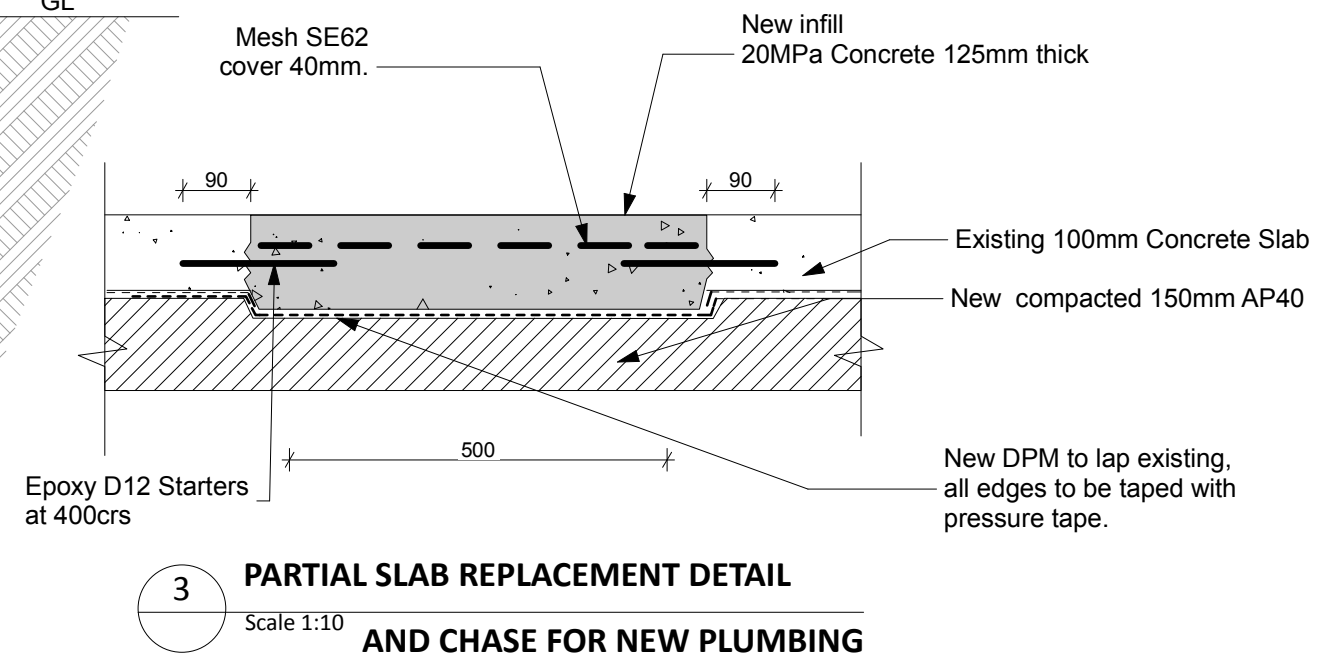 GL
Mesh SE62
cover 40mm.
New infill
20MPa Concrete 125mm thick
90
90
Existing 100mm Concrete Slab
New compacted 150mm AP40
500
Epoxy D12 Starters
at 400crs
New DPM to lap existing,
all edges to be taped with
pressure tape.
3
PARTIAL SLAB REPLACEMENT DETAIL
Scale 1:10
AND CHASE FOR NEW PLUMBING